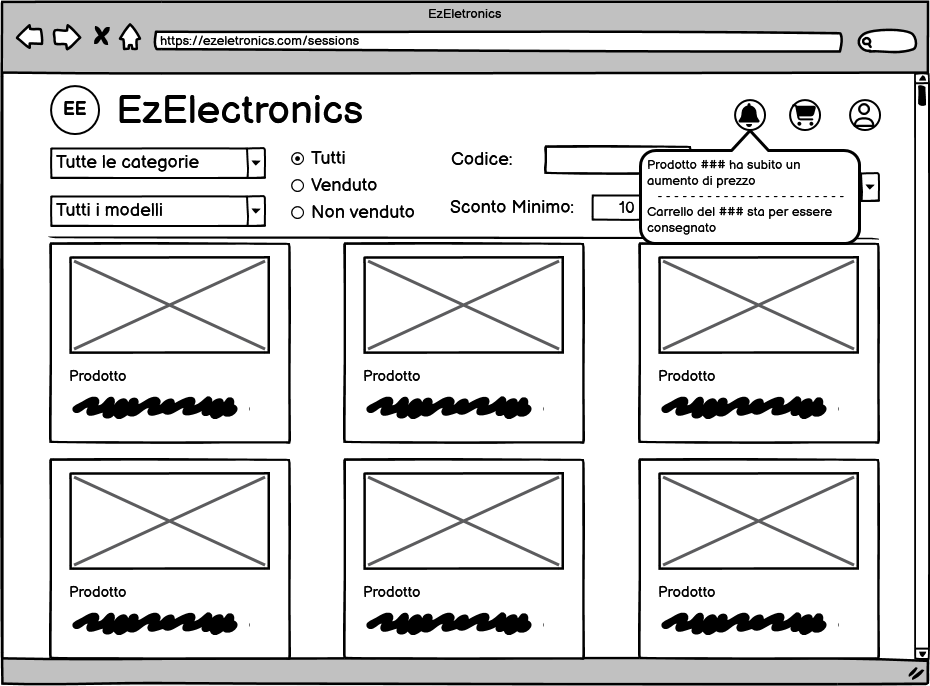 EzEletronics
https://ezeletronics.com/sessions
EE
EzElectronics
Tutte le categorie
Tutti
Codice:
Venduto
Tutti i modelli
Non venduto
Sconto Minimo:
10
Prodotto ### ha subito un
aumento di prezzo
Carrello del ### sta per essere
consegnato
Prodotto
Prodotto
Prodotto
Prodotto
Prodotto
Prodotto